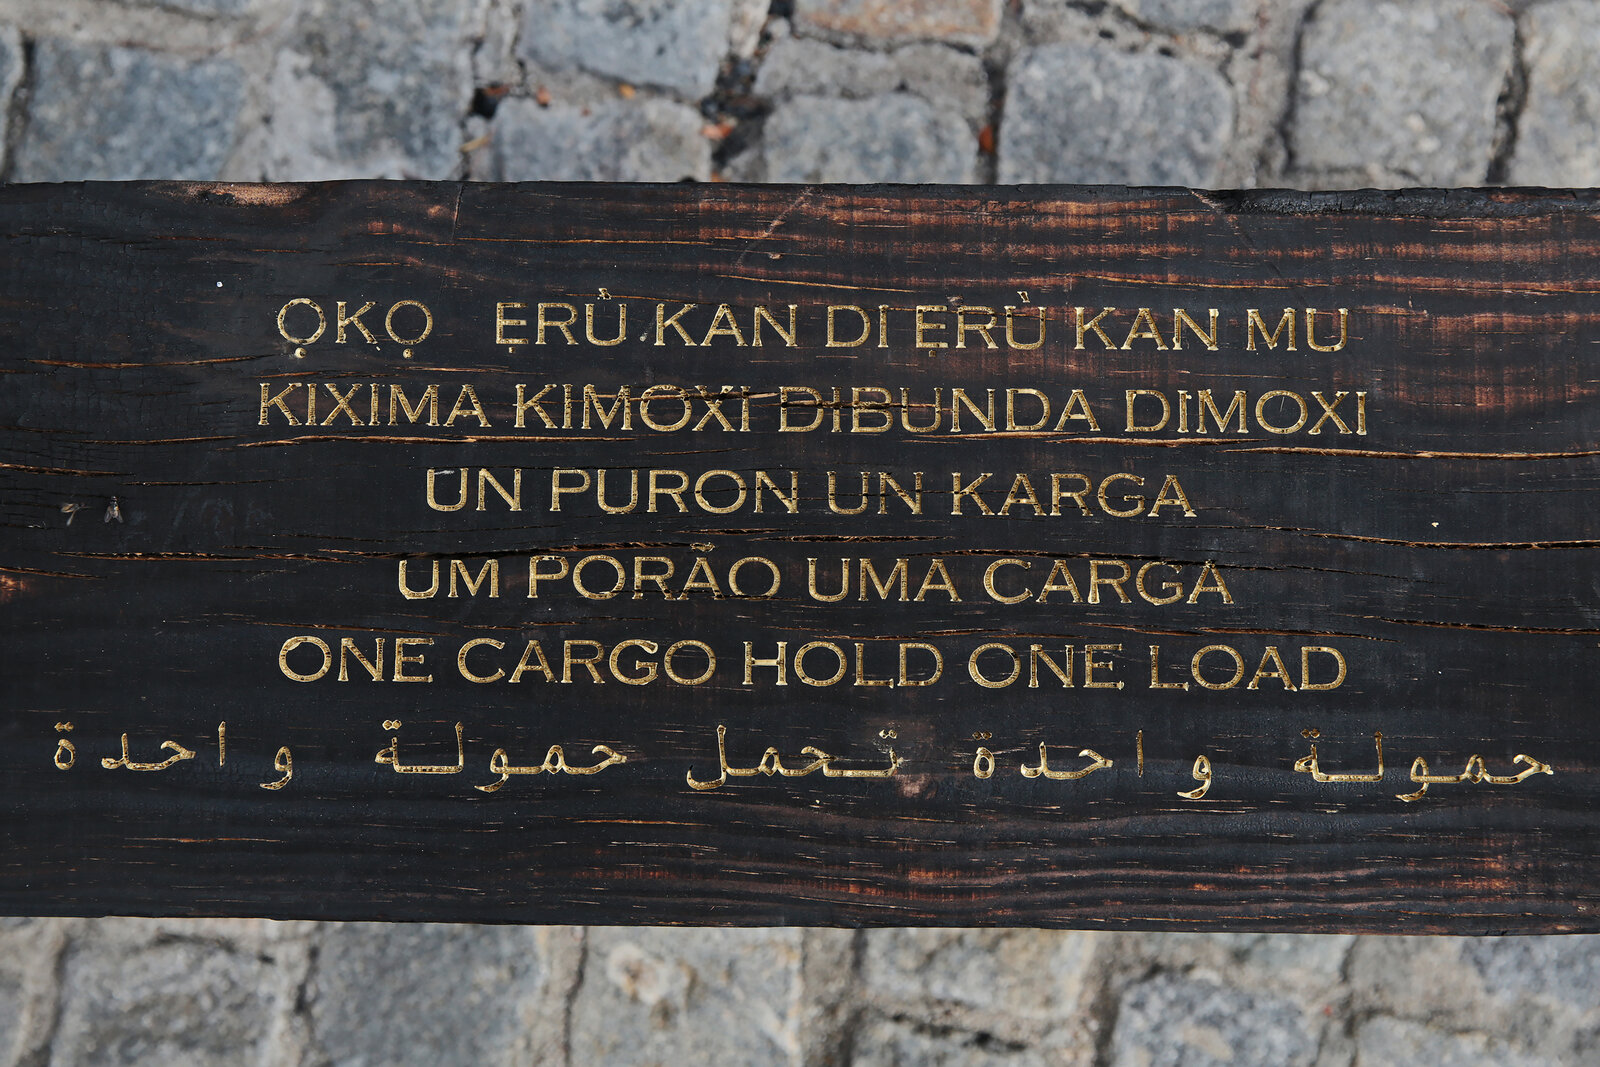 ỌKỌ ẸRÙ KAN DI ẸRÙ KAN MU
KIXIMA KIMOXI DIBUNDA DIMOXI
UN PURON UN KARGA
UM PORÃO UMA CARGA
ONE CARGO HOLD ONE LOAD
حمولة واحدة تحمل حمولة واحدة